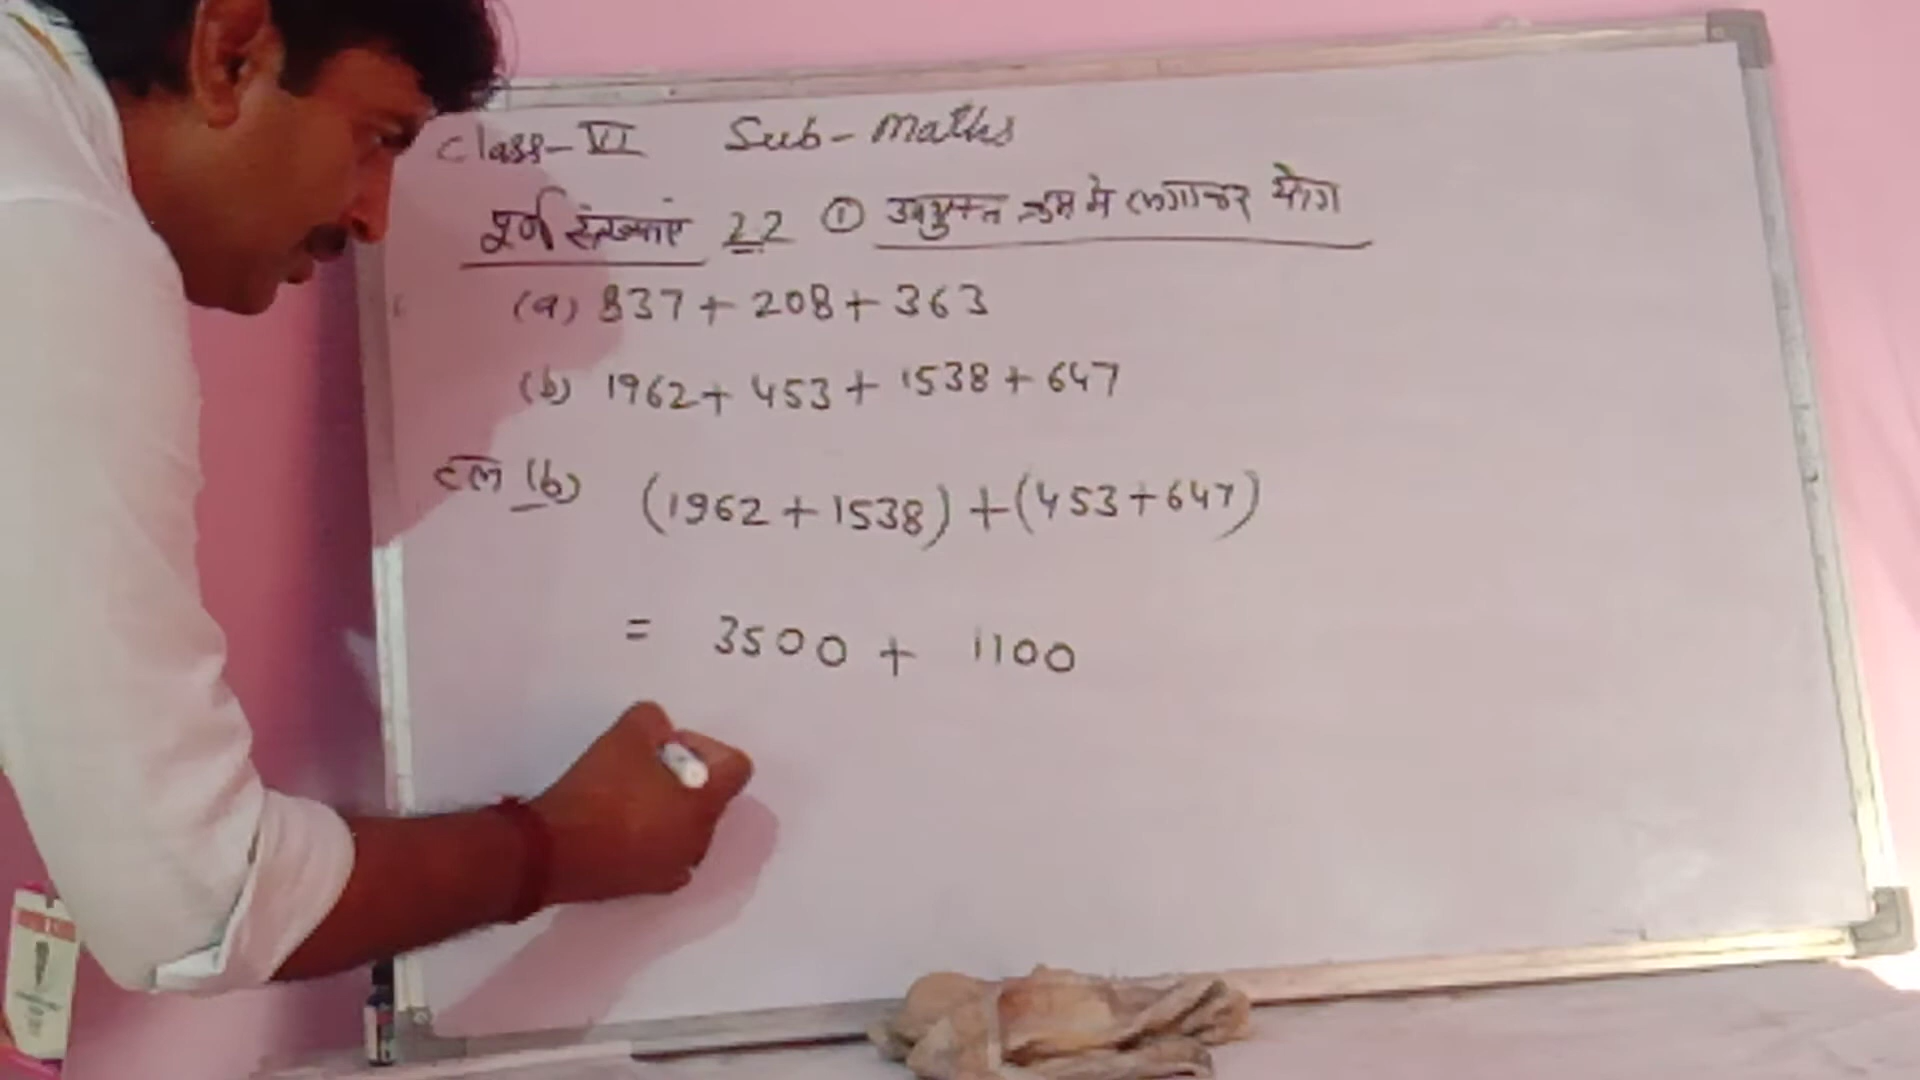 Class-VI Sub-Maths
पूर्ण संख्याएं 2.2 ① उपयुक्त क्रम में लगाकर योग
(a) 837 + 208 + 363
(b) 1962 + 453 + 1538 + 647
हल (b) (1962 + 1538) + (453 + 647)
= 3500 + 1100